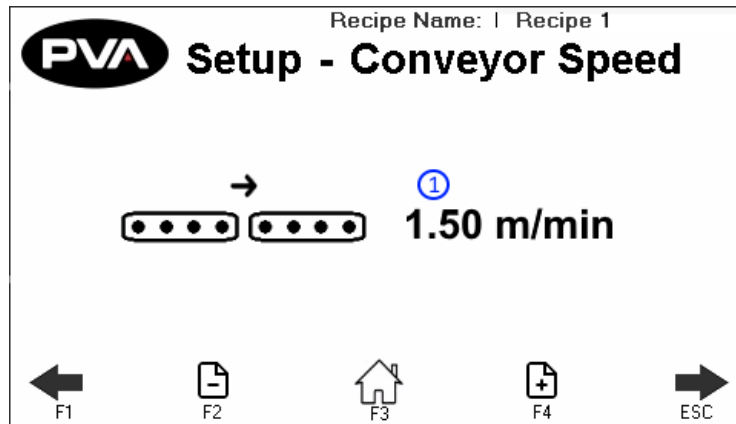 Recipe Name: | Recipe 1
PVA Setup - Conveyor Speed
1
1.50 m/min
F1 F2 F3 F4 ESC